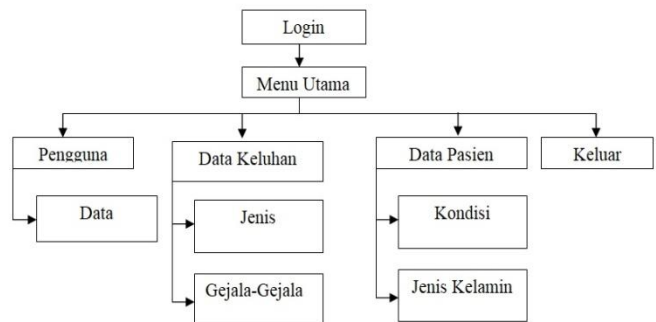 Login
Menu Utama
Pengguna
Data Keluhan
Data Pasien
Keluar
Data
Jenis
Kondisi
Gejala-Gejala
Jenis Kelamin